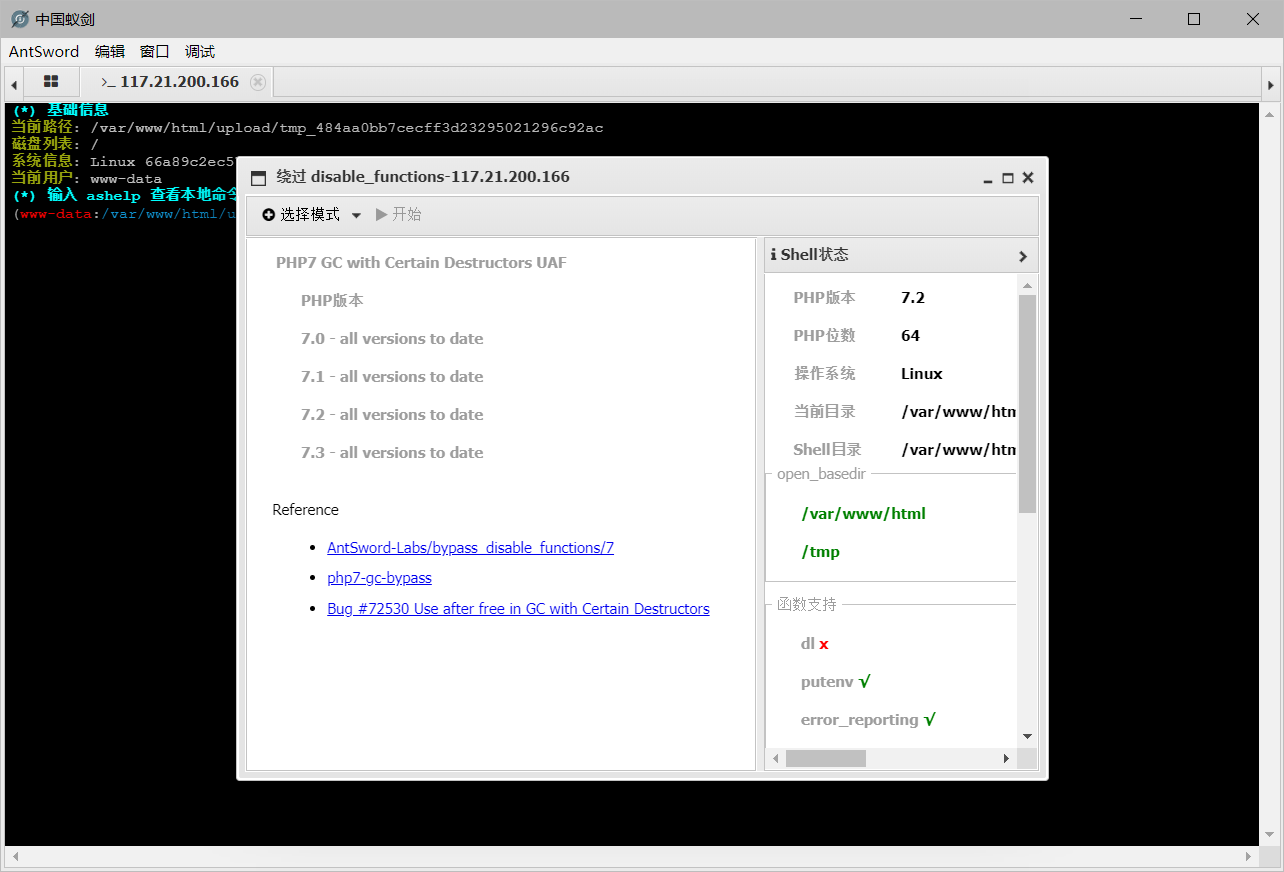 中国蚁剑
AntSword 编辑 窗口 调试
>_ 117.21.200.166
(*) 基础信息
当前路径: /var/www/html/upload/tmp_484aa0bb7cecff3d23295021296c92ac
磁盘列表: /
系统信息: Linux 66a89c2ec5
当前用户: www-data
(*) 输入 ashelp 查看本地命令
(www-data:/var/www/html/u
绕过 disable_functions-117.21.200.166
选择模式 开始
PHP7 GC with Certain Destructors UAF
PHP版本
7.0 - all versions to date
7.1 - all versions to date
7.2 - all versions to date
7.3 - all versions to date
Reference
AntSword-Labs/bypass_disable_functions/7
php7-gc-bypass
Bug #72530 Use after free in GC with Certain Destructors
Shell状态
PHP版本 7.2
PHP位数 64
操作系统 Linux
当前目录 /var/www/htm
Shell目录 /var/www/htm
open_basedir
/var/www/html
/tmp
函数支持
dl x
putenv √
error_reporting √